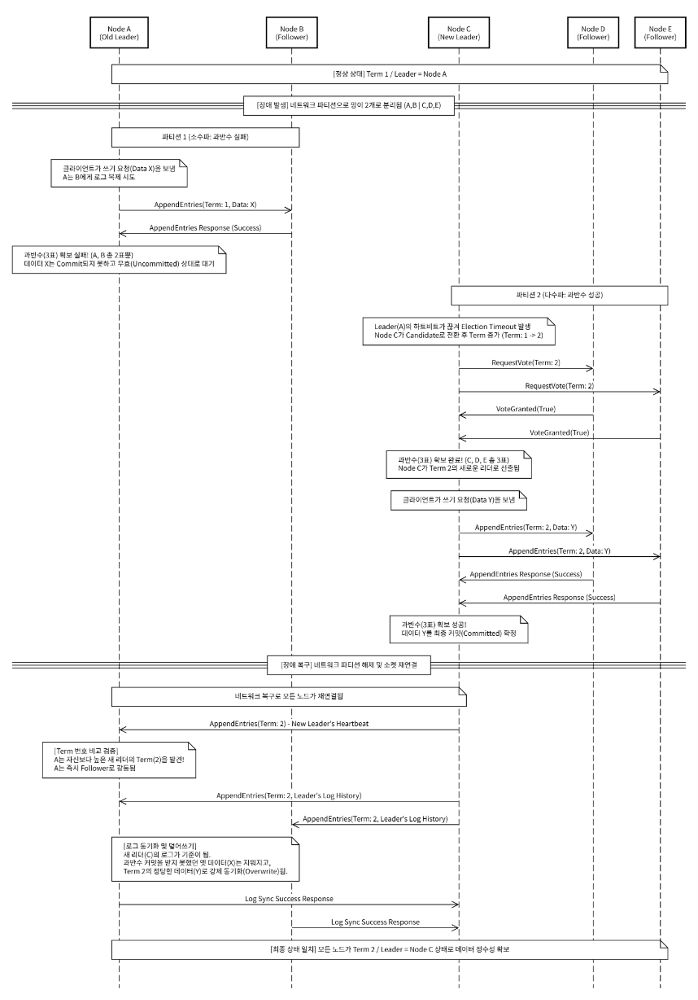 Node A
(Old Leader)
Node B
(Follower)
Node C
(New Leader)
Node D
(Follower)
Node E
(Follower)
[정상 상태] Term 1 / Leader = Node A
[장애 발생] 네트워크 파티션으로 망이 2개로 분리됨 (A,B | C,D,E)
파티션 1 (소수파: 과반수 실패)
클라이언트가 쓰기 요청(Data X)을 보냄
A는 B에게 로그 복제 시도
AppendEntries(Term: 1, Data: X)
AppendEntries Response (Success)
과반수(3표) 확보 실패! (A, B 총 2표뿐)
데이터 X는 Commit되지 못하고 무효(Uncommitted) 상태로 대기
파티션 2 (다수파: 과반수 성공)
Leader(A)의 하트비트가 끊겨 Election Timeout 발생
Node C가 Candidate로 전환 후 Term 증가 (Term: 1 -> 2)
RequestVote(Term: 2)
RequestVote(Term: 2)
VoteGranted(True)
VoteGranted(True)
과반수(3표) 확보 완료! (C, D, E 총 3표)
Node C가 Term 2의 새로운 리더로 선출됨
클라이언트가 쓰기 요청(Data Y)을 보냄
AppendEntries(Term: 2, Data: Y)
AppendEntries(Term: 2, Data: Y)
AppendEntries Response (Success)
AppendEntries Response (Success)
과반수(3표) 확보 성공!
데이터 Y를 최종 커밋(Committed) 확정
[장애 복구] 네트워크 파티션 해제 및 소켓 재연결
네트워크 복구로 모든 노드가 재연결됨
AppendEntries(Term: 2) - New Leader's Heartbeat
[Term 번호 비교 검증]
A는 자신보다 높은 새 리더의 Term(2)을 발견!
A는 즉시 Follower로 강등됨
AppendEntries(Term: 2, Leader's Log History)
AppendEntries(Term: 2, Leader's Log History)
[로그 동기화 및 덮어쓰기]
새 리더(C)의 로그가 기준이 됨.
과반수 커밋을 받지 못했던 옛 데이터(X)는 지워지고,
Term 2의 정당한 데이터(Y)로 강제 동기화(Overwrite)됨.
Log Sync Success Response
Log Sync Success Response
[최종 상태 일치] 모든 노드가 Term 2 / Leader = Node C 상태로 데이터 정수성 확보